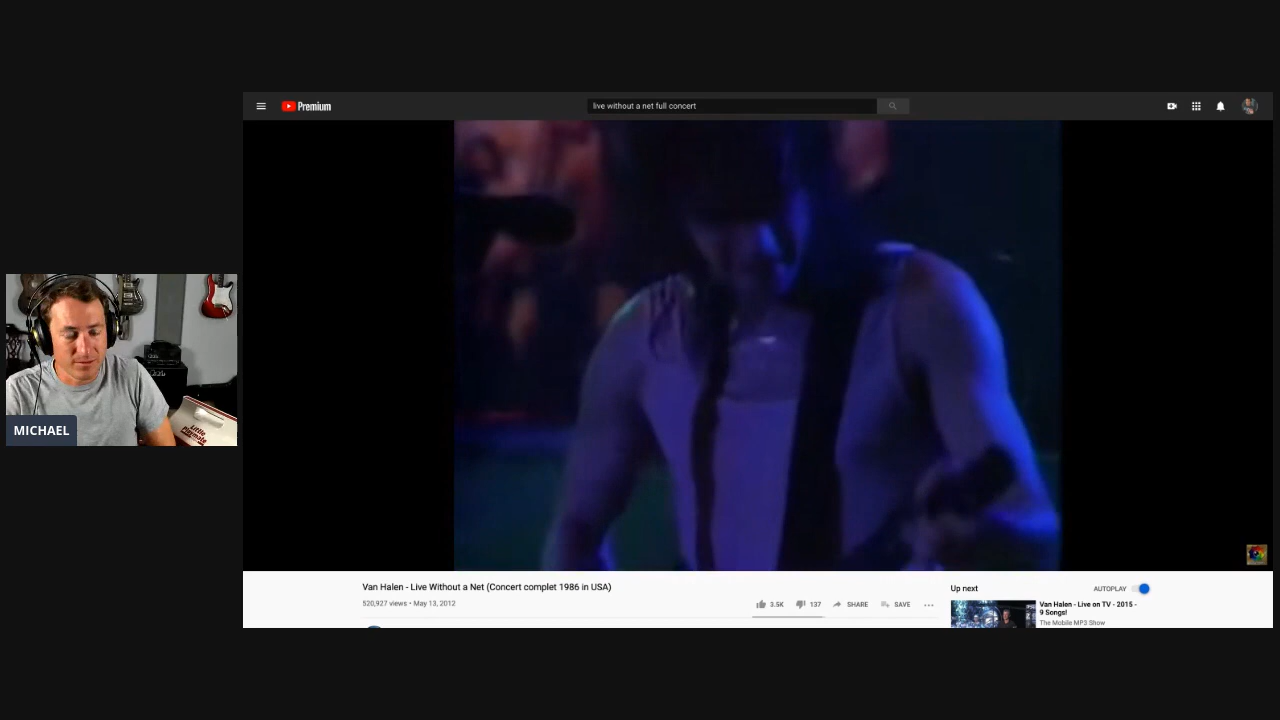 Premium
live without a net full concert
Little
MICHAEL
Van Halen - Live Without a Net (Concert complet 1986 in USA)
520,927 views • May 13, 2012
3.5K
137
SHARE
SAVE
Up next
AUTOPLAY
Van Halen - Live on TV - 2015 -
9 Songs!
The Mobile MP3 Show